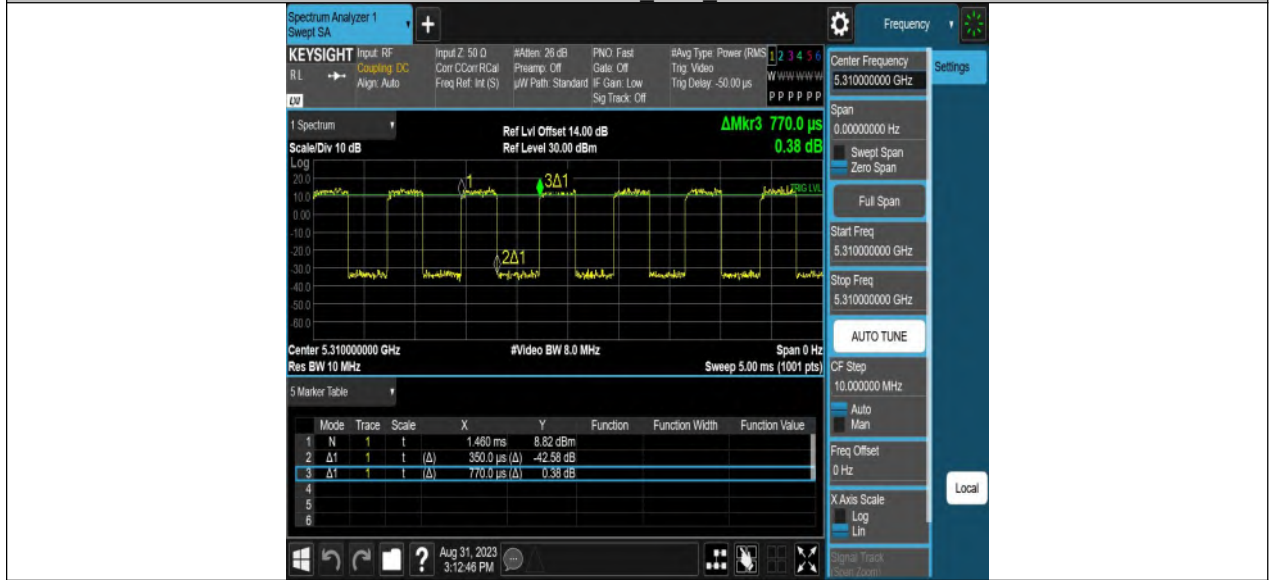 Spectrum Analyzer 1
Swept SA
+
Frequency
KEYSIGHT
RL
LXI
Input: RF
Coupling: DC
Align: Auto
Input Z: 50 Ω
Corr CCorr RCal
Freq Ref: Int (S)
#Atten: 26 dB
Preamp: Off
µW Path: Standard
PNO: Fast
Gate: Off
IF Gain: Low
Sig Track: Off
#Avg Type: Power (RMS
Trig: Video
Trig Delay: -50.00 µs
1 2 3 4 5 6
W W W W W W
P P P P P P
Center Frequency
5.310000000 GHz
Settings
1 Spectrum
Scale/Div 10 dB
Ref Lvl Offset 14.00 dB
Ref Level 30.00 dBm
ΔMkr3 770.0 µs
0.38 dB
Log
20.0
10.0
0.00
-10.0
-20.0
-30.0
-40.0
-50.0
-60.0
1
3Δ1
2Δ1
TRIG LVL
Center 5.310000000 GHz
Res BW 10 MHz
#Video BW 8.0 MHz
Span 0 Hz
Sweep 5.00 ms (1001 pts)
Span
0.00000000 Hz
Swept Span
Zero Span
Full Span
Start Freq
5.310000000 GHz
Stop Freq
5.310000000 GHz
AUTO TUNE
CF Step
10.000000 MHz
Auto
Man
Freq Offset
0 Hz
X Axis Scale
Log
Lin
Signal Track
(Span Zoom)
Local
5 Marker Table
Mode Trace Scale X Y Function Function Width Function Value
1 N 1 t 1.460 ms 8.82 dBm
2 Δ1 1 t (Δ) 350.0 µs (Δ) -42.58 dB
3 Δ1 1 t (Δ) 770.0 µs (Δ) 0.38 dB
4
5
6
?
Aug 31, 2023
3:12:46 PM